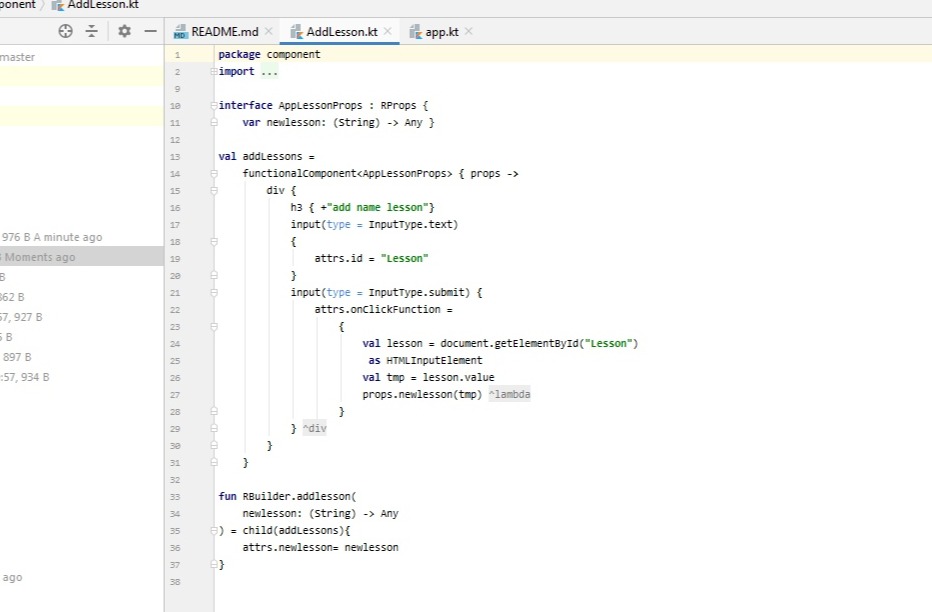 ponent AddLesson.kt
README.md AddLesson.kt app.kt
master
976 B A minute ago
Moments ago
B
362 B
57, 927 B
5 B
897 B
:57, 934 B
ago
1 package component
2 import ...
9
10 interface AppLessonProps : RProps {
11 var newlesson: (String) -> Any }
12
13 val addLessons =
14 functionalComponent<AppLessonProps> { props ->
15 div {
16 h3 { +"add name lesson"}
17 input(type = InputType.text)
18 {
19 attrs.id = "Lesson"
20 }
21 input(type = InputType.submit) {
22 attrs.onClickFunction =
23 {
24 val lesson = document.getElementById("Lesson")
25 as HTMLInputElement
26 val tmp = lesson.value
27 props.newlesson(tmp) ^lambda
28 }
29 } ^div
30 }
31 }
32
33 fun RBuilder.addlesson(
34 newlesson: (String) -> Any
35 ) = child(addLessons){
36 attrs.newlesson= newlesson
37 }
38